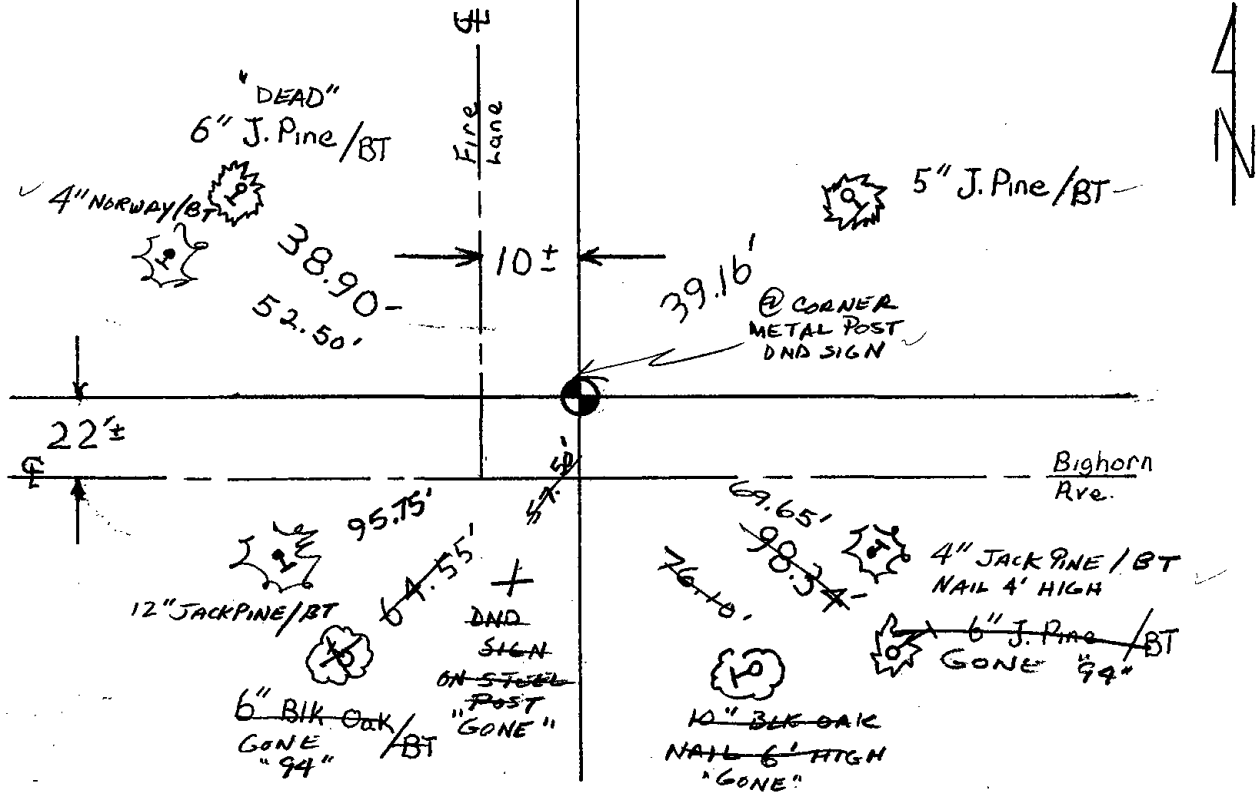 ℄
Fire
Lane
N
"DEAD"
6" J. Pine/BT
4" NORWAY/BT
38.90-
52.50'
10±
5" J. Pine/BT
39.16'
@ CORNER
METAL POST
DND SIGN
22'±
℄
Bighorn
Ave.
95.75'
64.55'
69.65'
98.34-
76.10'
12" JACKPINE/BT
4" JACK PINE / BT
NAIL 4' HIGH
DND
SIGN
ON STEEL
POST
"GONE"
6" J. Pine/BT
GONE "94"
6" Blk Oak/BT
GONE
"94"
10" BLK OAK
NAIL 6' HIGH
"GONE"